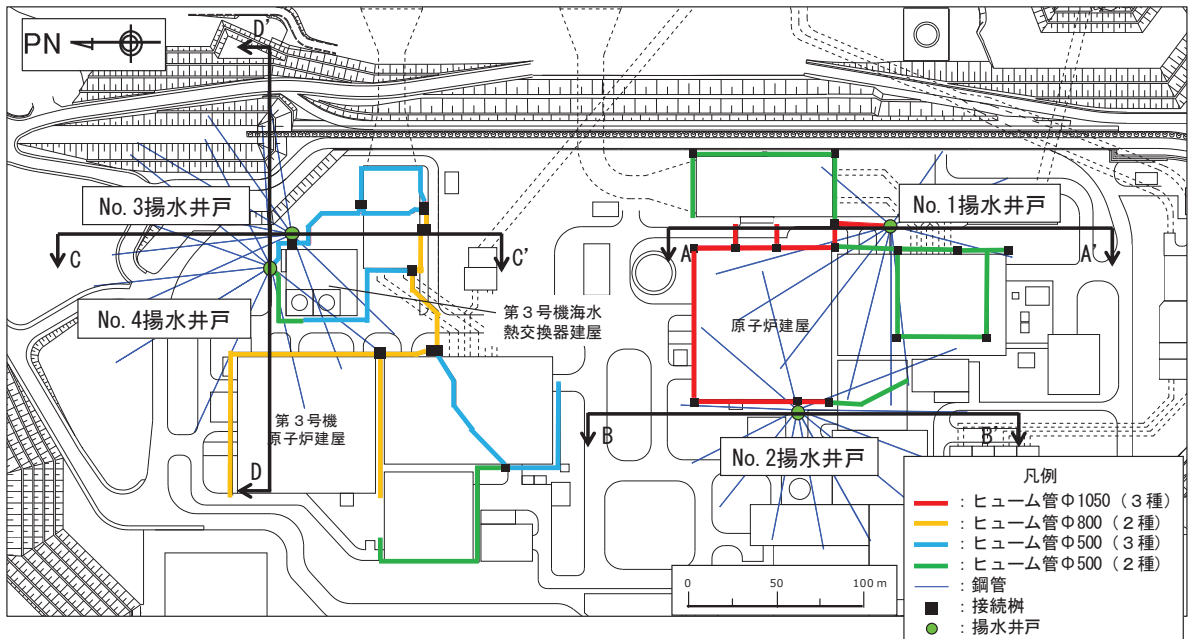 PN
D'
No. 3揚水井戸
No. 1揚水井戸
C
C'
A
A'
No. 4揚水井戸
第３号機海水
熱交換器建屋
原子炉建屋
第３号機
原子炉建屋
D
B
B'
No. 2揚水井戸
凡例
：ヒューム管Φ1050（３種）
：ヒューム管Φ800（２種）
：ヒューム管Φ500（３種）
：ヒューム管Φ500（２種）
：鋼管
：接続桝
：揚水井戸
0 50 100 m